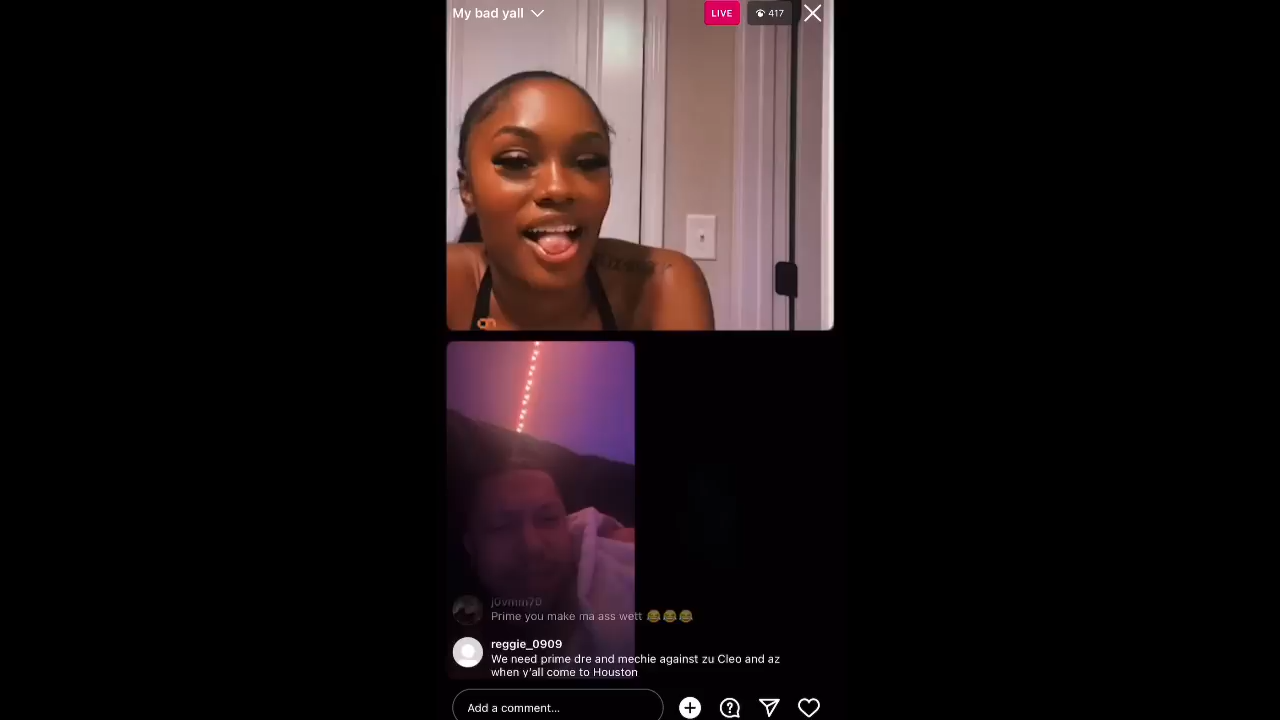 My bad yall
LIVE
417
jovmm70
Prime you make ma ass wett 😂😂😂
reggie_0909
We need prime dre and mechie against zu Cleo and az
when y'all come to Houston
Add a comment...